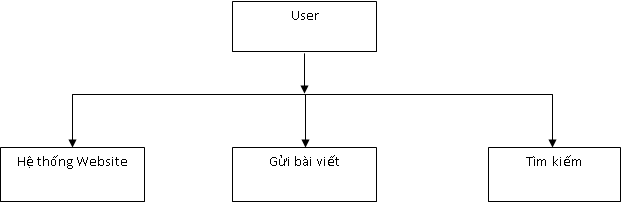 User
Hệ thống Website
Gửi bài viết
Tìm kiếm